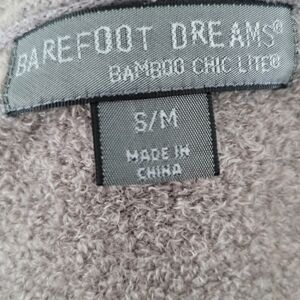 BAREFOOT DREAMS®
BAMBOO CHIC LITE®
S/M
MADE IN
CHINA